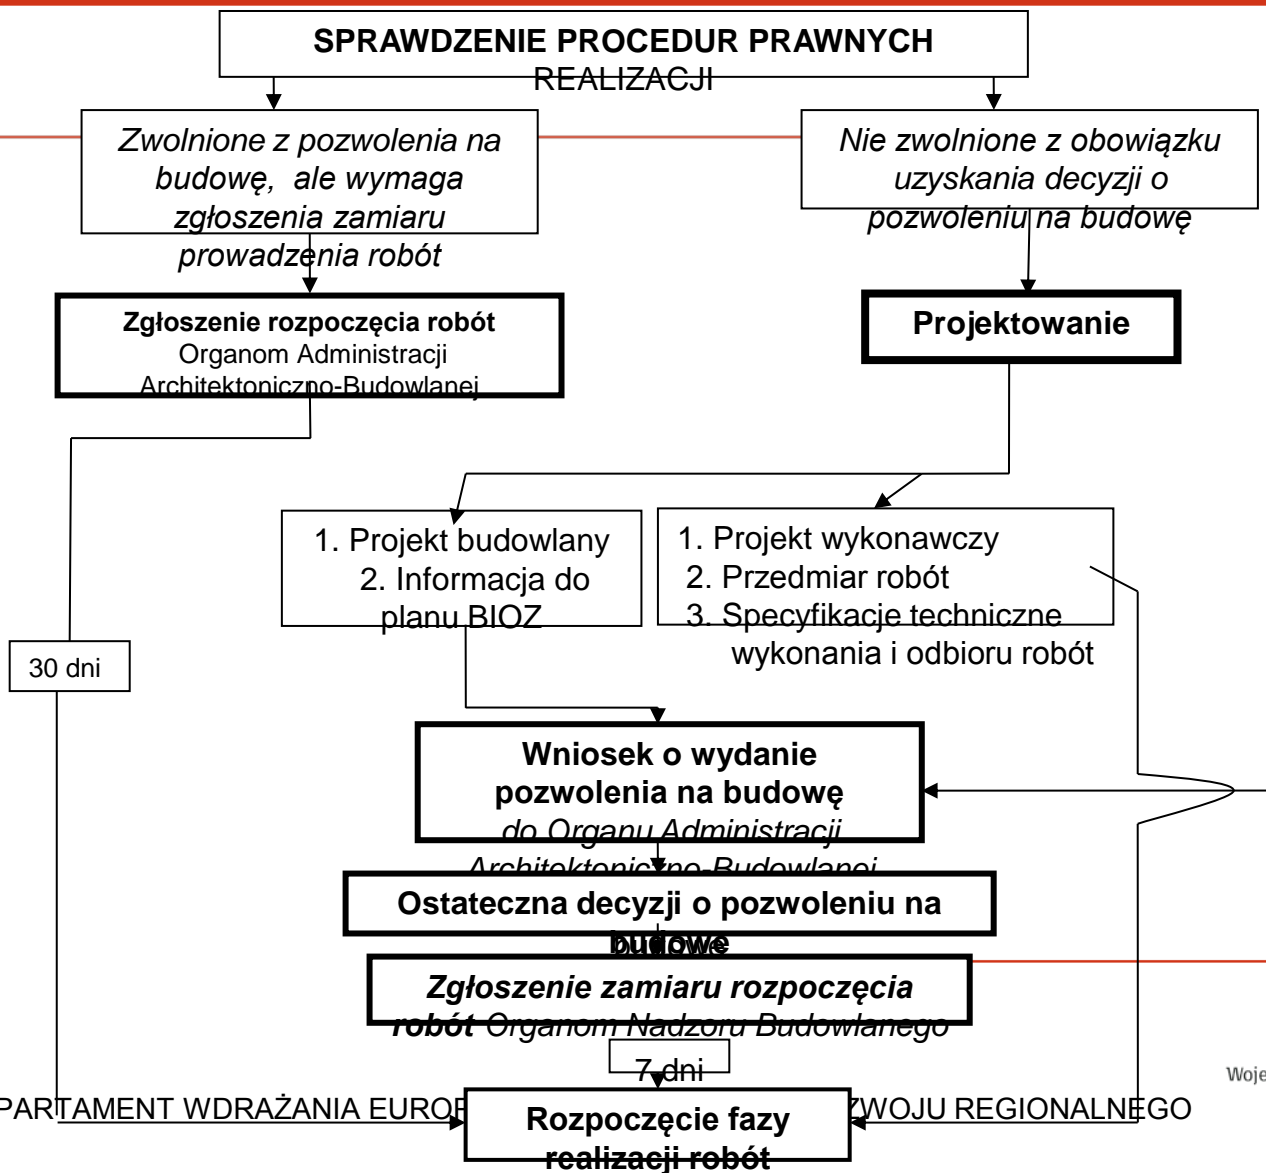 SPRAWDZENIE PROCEDUR PRAWNYCH
REALIZACJI
Zwolnione z pozwolenia na
budowę, ale wymaga
zgłoszenia zamiaru
prowadzenia robót
Nie zwolnione z obowiązku
uzyskania decyzji o
pozwoleniu na budowę
Zgłoszenie rozpoczęcia robót
Organom Administracji
Architektoniczno-Budowlanej
Projektowanie
1. Projekt budowlany
2. Informacja do
planu BIOZ
1. Projekt wykonawczy
2. Przedmiar robót
3. Specyfikacje techniczne
wykonania i odbioru robót
30 dni
Wniosek o wydanie
pozwolenia na budowę
do Organu Administracji
Architektoniczno-Budowlanej
Ostateczna decyzji o pozwoleniu na
budowę
Zgłoszenie zamiaru rozpoczęcia
robót Organom Nadzoru Budowlanego
7 dni
Woje
PARTAMENT WDRAŻANIA EUROP ZWOJU REGIONALNEGO
Rozpoczęcie fazy
realizacji robót